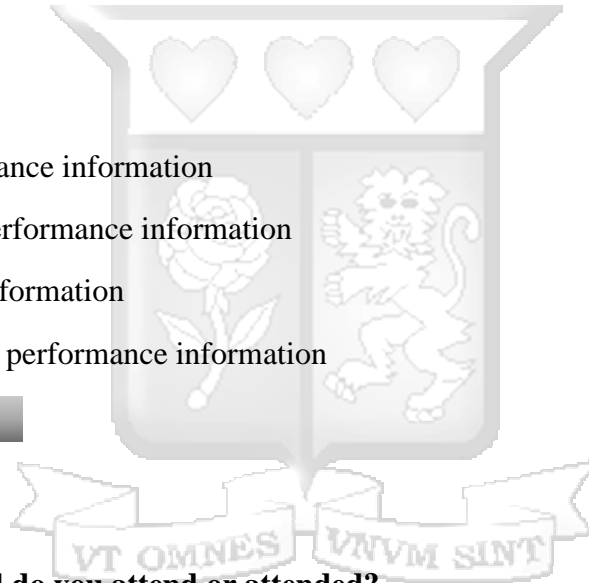 ance information
erformance information
formation
performance information
VT OMNES VNVM SINT
do you attend or attended?